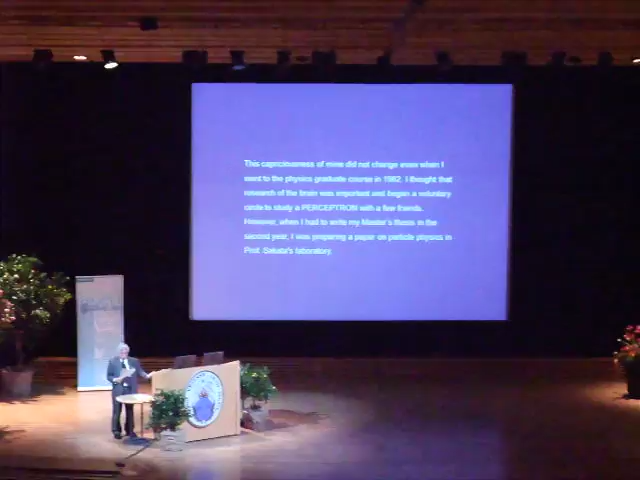 This capriciousness of mine did not change even when I
went to the physics graduate course in 1962. I thought that
research of the brain was important and began a voluntary
circle to study a PERCEPTRON with a few friends.
However, when I had to write my Master's thesis in the
second year, I was preparing a paper on particle physics in
Prof. Sakata's laboratory.